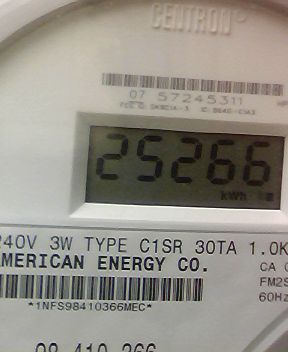 CENTRON
07 57245311
25266
kWh
240V 3W TYPE C1SR 30TA 1.0K
AMERICAN ENERGY CO.
CA
FM2S
60Hz
*1NFS98410366MEC*